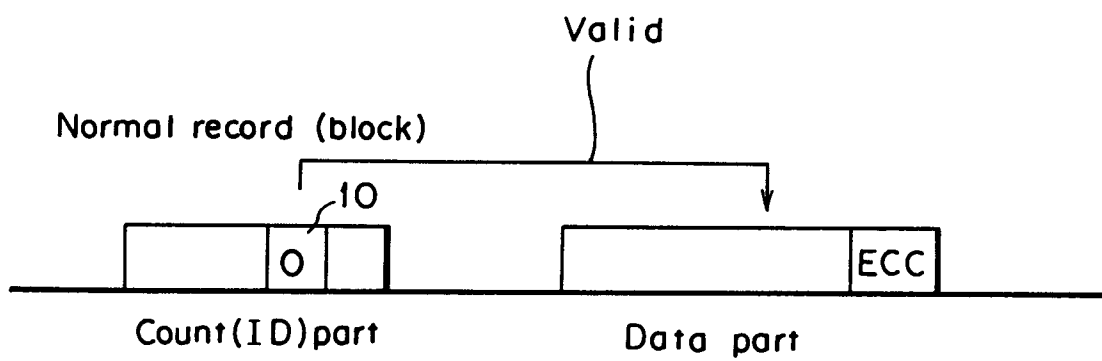 Valid
Normal record (block)
10
0
ECC
Count(ID)part
Data part